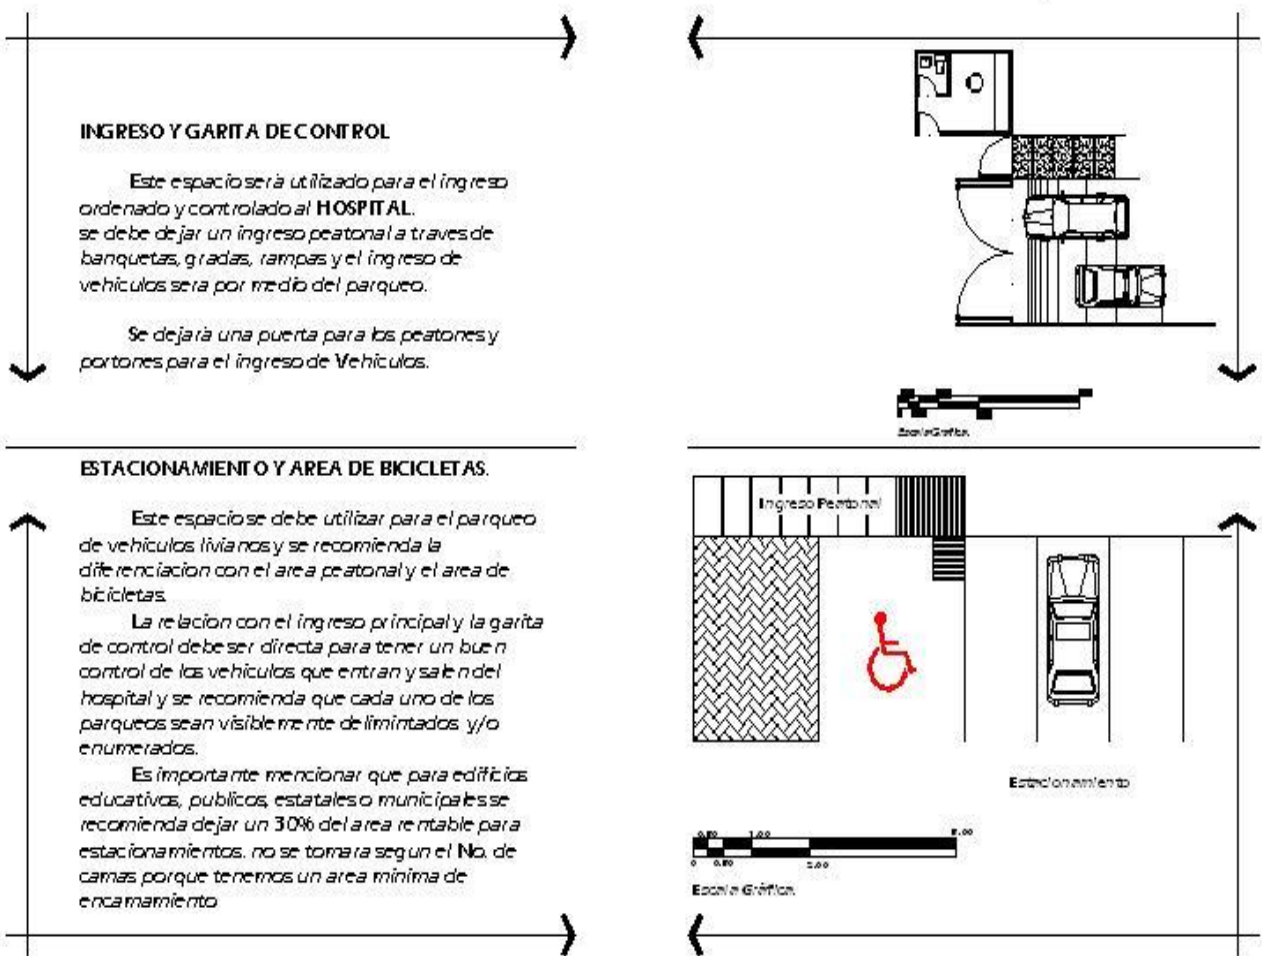 INGRESO Y GARITA DE CONTROL
Este espacio serà utilizado para el ingreso
ordenado y controlado al HOSPITAL.
se debe dejar un ingreso peatonal a traves de
banquetas, gradas, rampas y el ingreso de
vehiculos sera por medio del parqueo.
Se dejarà una puerta para los peatones y
portones para el ingreso de Vehiculos.
Escala Grafica.
ESTACIONAMIENTO Y AREA DE BICICLETAS.
Este espacio se debe utilizar para el parqueo
de vehiculos livianos y se recomienda la
diferenciacion con el area peatonal y el area de
bicicletas.
La relacion con el ingreso principal y la garita
de control debe ser directa para tener un buen
control de los vehiculos que entran y salen del
hospital y se recomienda que cada uno de los
parqueos sean visiblemente delimintados y/o
enumerados.
Es importante mencionar que para edificios
educativos, publicos, estatales o municipales se
recomienda dejar un 30% del area rentable para
estacionamientos. no se tomara segun el No. de
camas porque tenemos un area minima de
encamamiento
Ingreso Peatonal
Estacionamiento
1.00
0 0.50 2.00
Escala Gráfica.